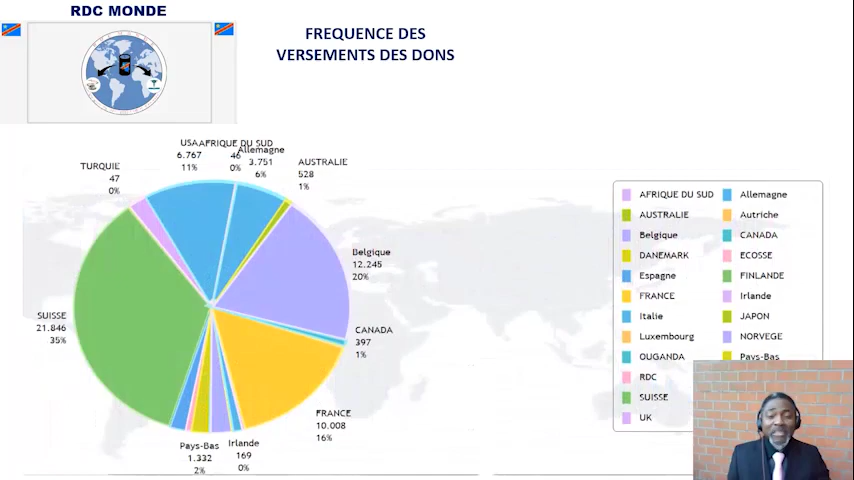 RDC MONDE
FREQUENCE DES
VERSEMENTS DES DONS
USA
6.767
11%
AFRIQUE DU SUD
46
0%
Allemagne
3.751
6%
AUSTRALIE
528
1%
TURQUIE
47
0%
Belgique
12.245
20%
CANADA
397
1%
SUISSE
21.846
35%
FRANCE
10.008
16%
Irlande
169
0%
Pays-Bas
1.332
2%
AFRIQUE DU SUD
Allemagne
AUSTRALIE
Autriche
Belgique
CANADA
DANEMARK
ECOSSE
Espagne
FINLANDE
FRANCE
Irlande
Italie
JAPON
Luxembourg
NORVEGE
OUGANDA
Pays-Bas
RDC
SUISSE
UK